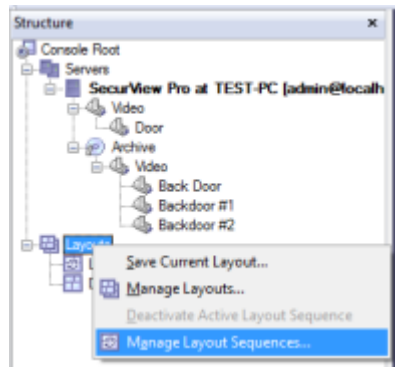 Structure
Console Root
Servers
SecurView Pro at TEST-PC [admin@localh
Video
Door
Archive
Video
Back Door
Backdoor #1
Backdoor #2
Layouts
L
Save Current Layout...
Manage Layouts...
Deactivate Active Layout Sequence
Manage Layout Sequences...